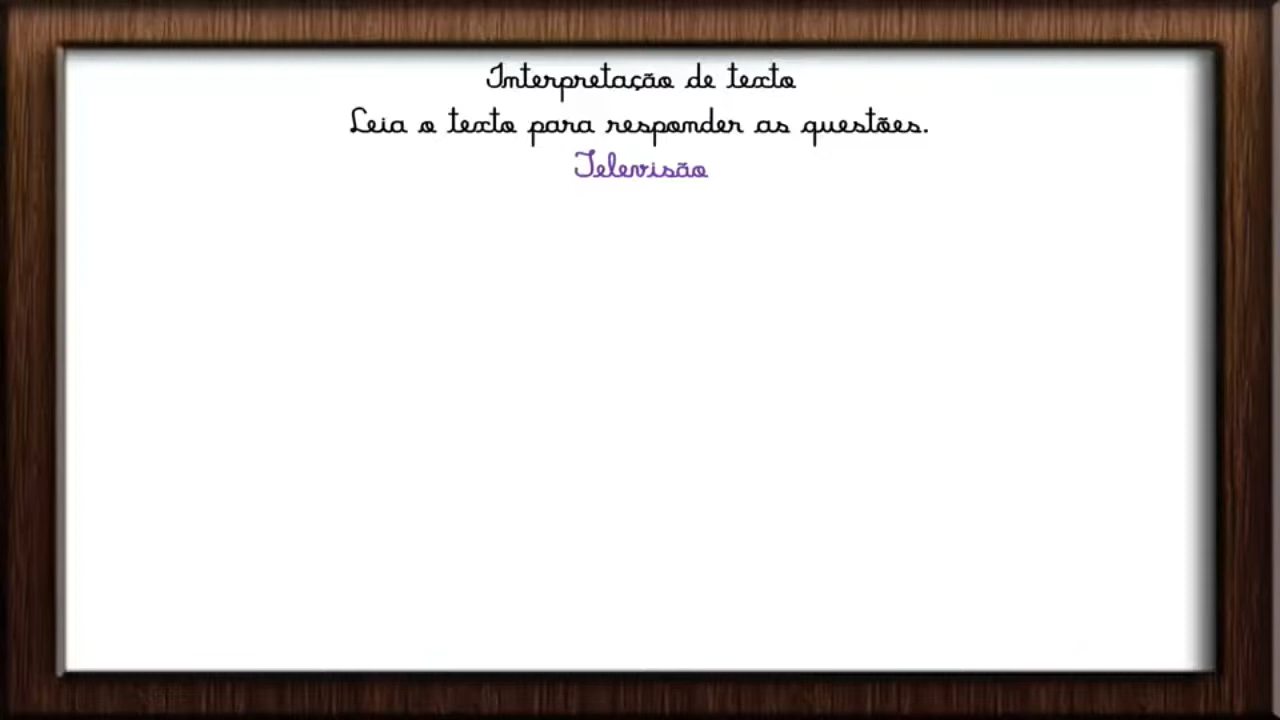 Interpretação de texto
Leia o texto para responder as questões.
Televisão